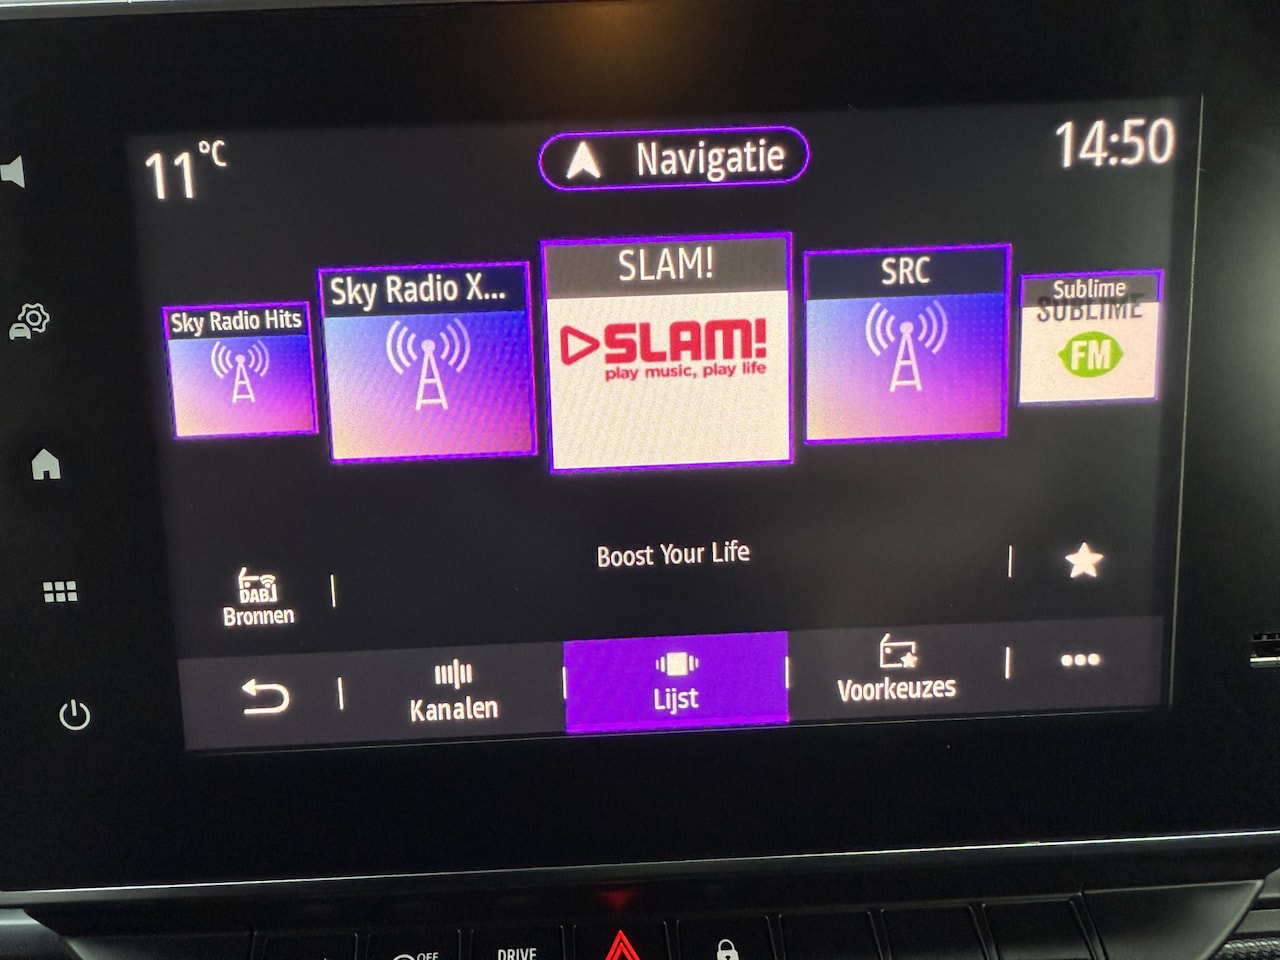 11°C
Navigatie
14:50
Sky Radio Hits
Sky Radio X...
SLAM!
SRC
Sublime
SLAM!
play music, play life
SUBLIME
FM
Boost Your Life
DAB
Bronnen
Kanalen
Lijst
Voorkeuzes
OFF
DRIVE